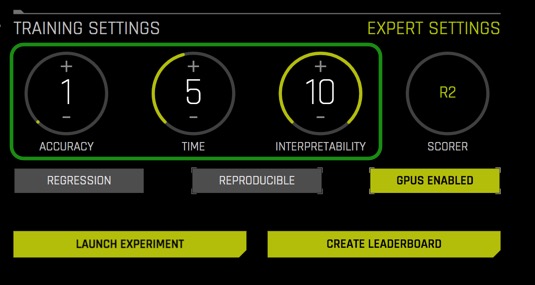 TRAINING SETTINGS EXPERT SETTINGS
+ + +
1 5 10 R2
− − −
ACCURACY TIME INTERPRETABILITY SCORER
REGRESSION REPRODUCIBLE GPUS ENABLED
LAUNCH EXPERIMENT CREATE LEADERBOARD